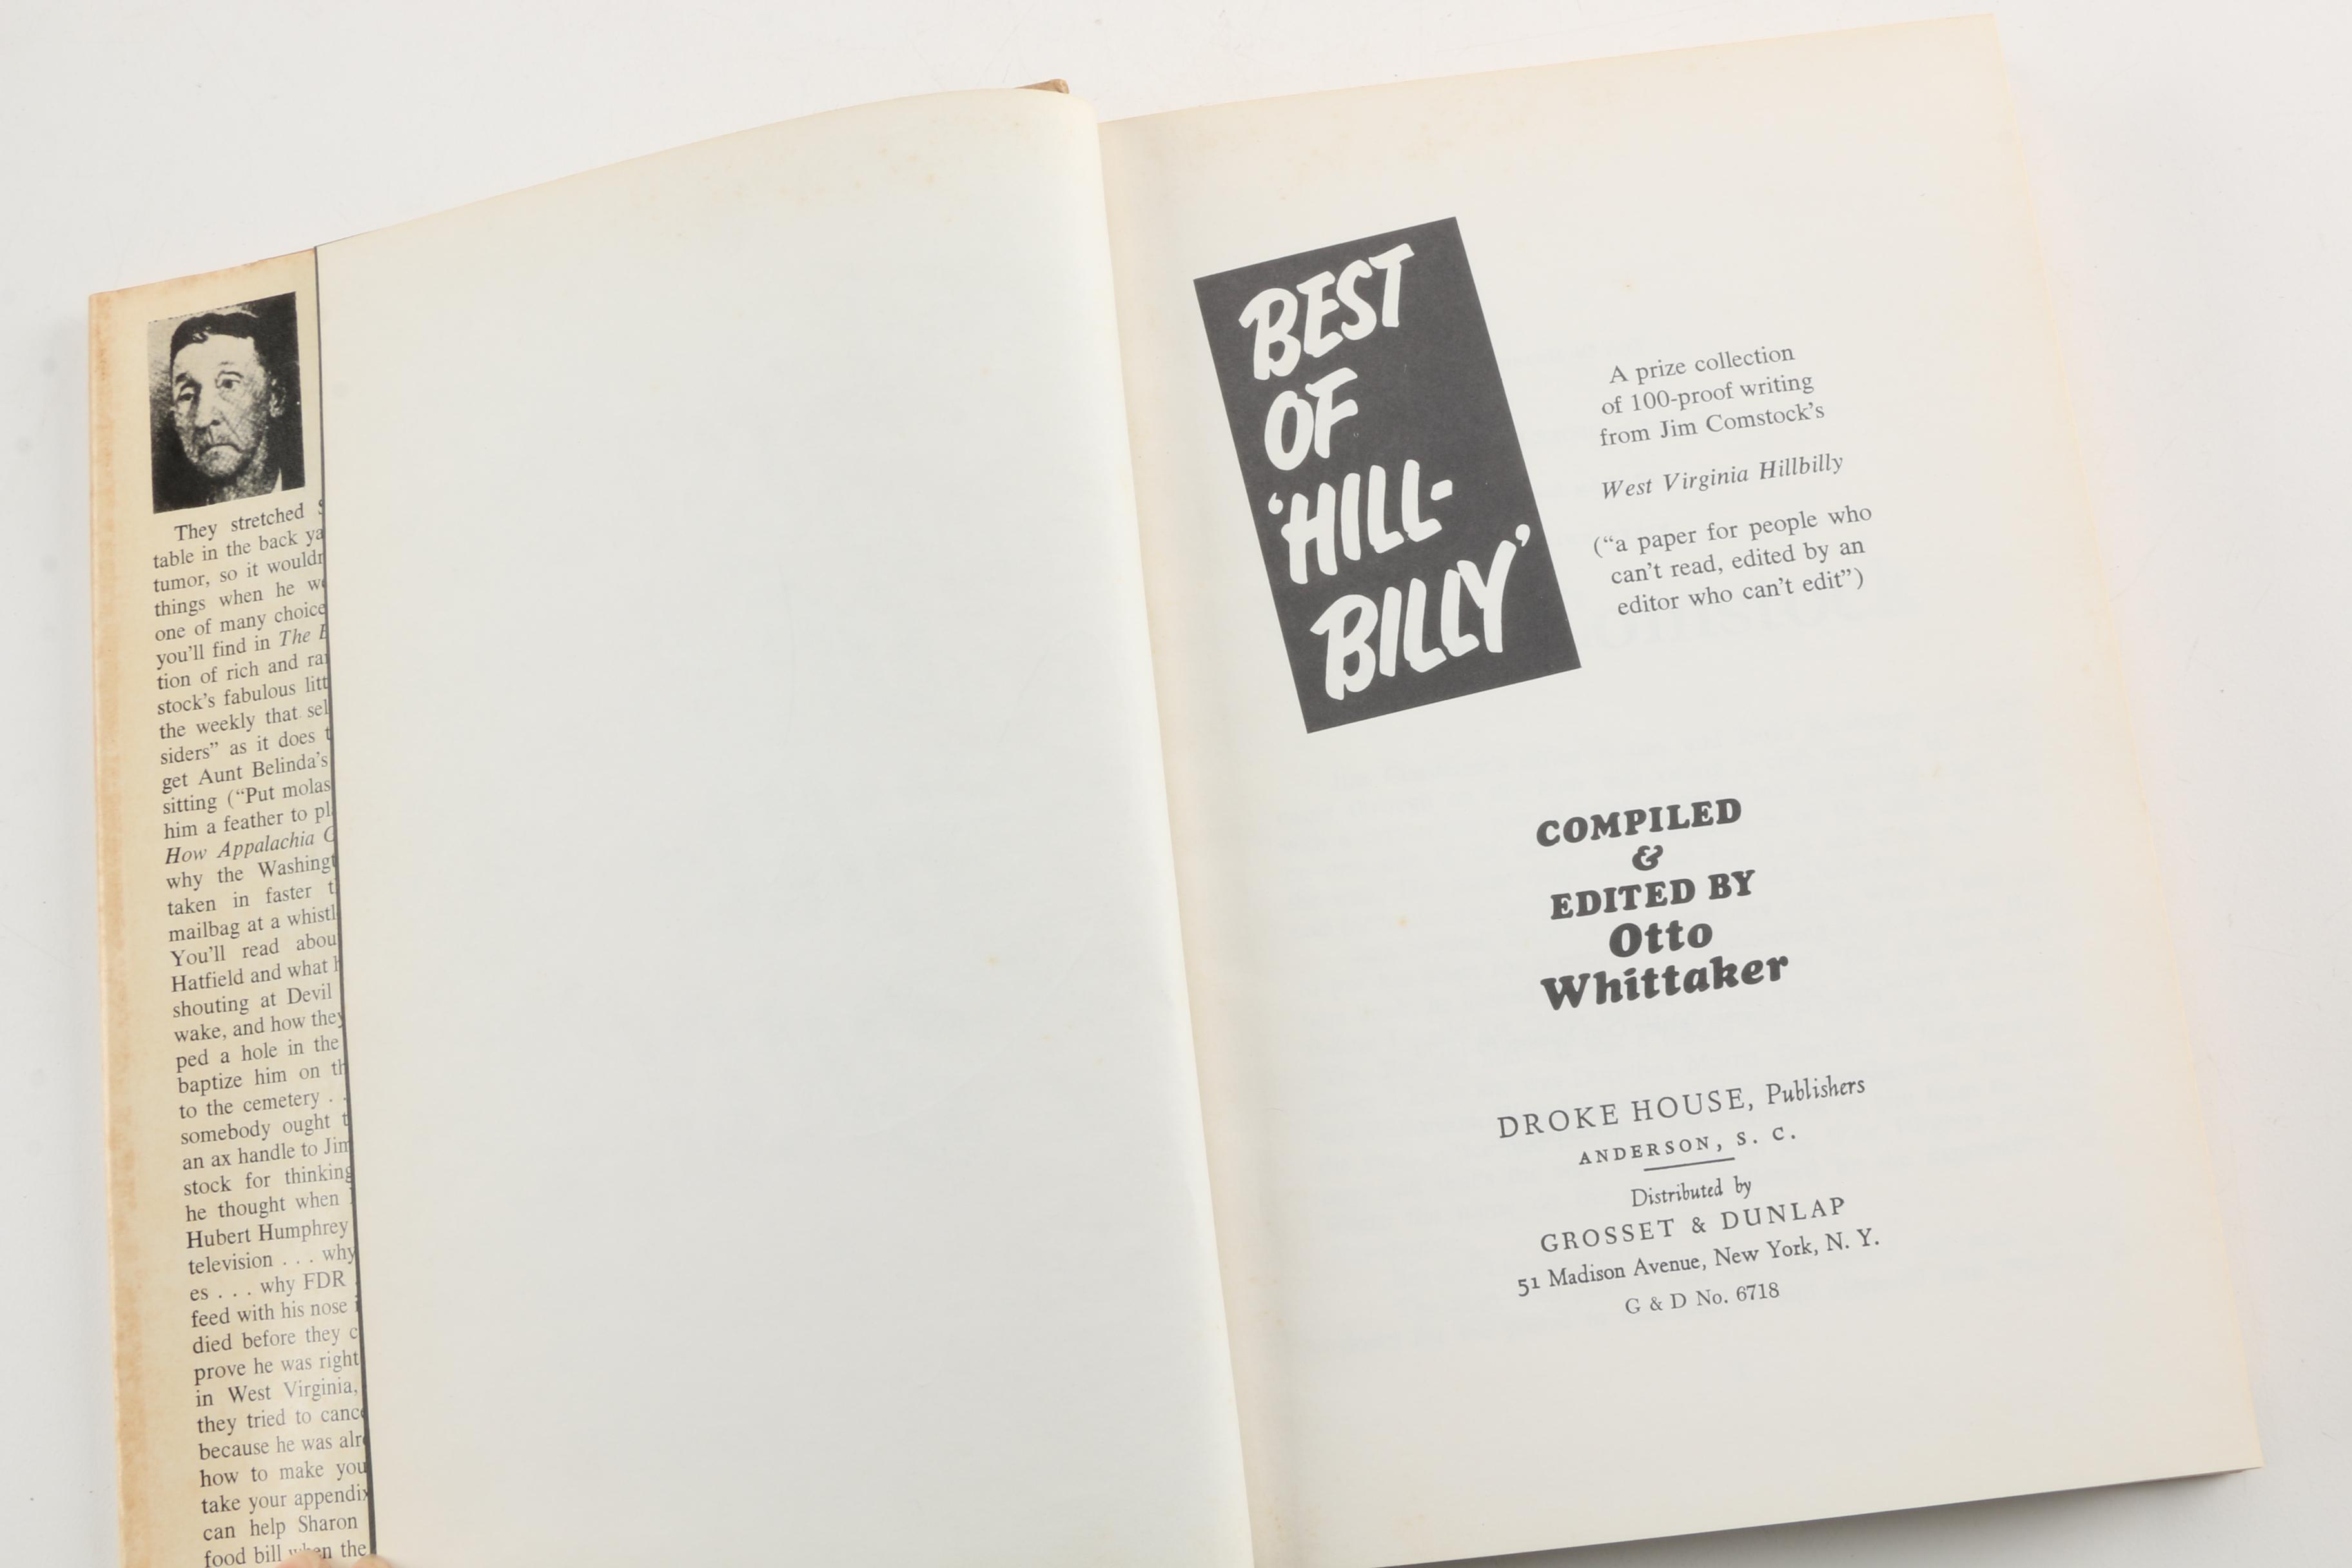 They stretched
table in the back
tumor, so it
things when he
one of many
you'll find in The
tion of rich and
stock's fabulous
the weekly that
siders" as it does
get Aunt Belinda's
sitting ("Put
him a feather to
How Appalachia
why the
taken in faster
mailbag at a
You'll read
Hatfield and what
shouting at Devil
wake, and how
ped a hole in the
baptize him on
to the cemetery . .
somebody ought
an ax handle to
stock for thinking
he thought when
Hubert Humphrey
television . . . why
es . . . why FDR
feed with his nose
died before they
prove he was right
in West Virginia,
they tried to
because he was
how to make
take your
can help Sharon
food bill when the
BEST
OF
'HILL-
BILLY'
A prize collection
of 100-proof writing
from Jim Comstock's
West Virginia Hillbilly
("a paper for people who
can't read, edited by an
editor who can't edit")
COMPILED
&
EDITED BY
Otto
Whittaker
DROKE HOUSE, Publishers
ANDERSON, S. C.
Distributed by
GROSSET & DUNLAP
51 Madison Avenue, New York, N. Y.
G & D No. 6718